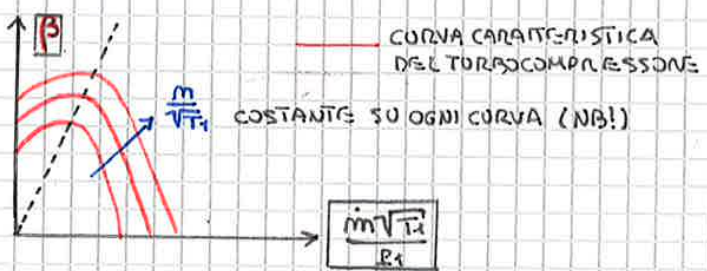 β
CURVA CARATTERISTICA
DEL TURBOCOMPRESSORE
n/√T₁ COSTANTE SU OGNI CURVA (NB!)
ṁ√T₁/P₁